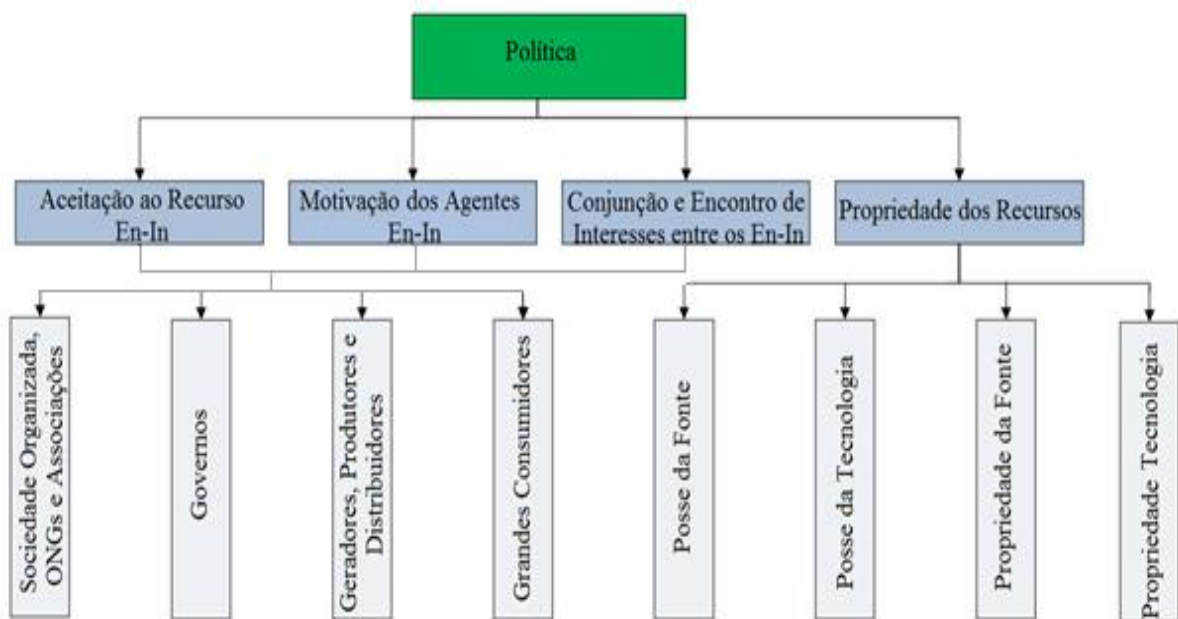 Política
Aceitação ao Recurso
En-In
Motivação dos Agentes
En-In
Conjunção e Encontro de
Interesses entre os En-In
Propriedade dos Recursos
Sociedade Organizada,
ONGs e Associações
Governos
Geradores, Produtores e
Distribuidores
Grandes Consumidores
Posse da Fonte
Posse da Tecnologia
Propriedade da Fonte
Propriedade Tecnologia